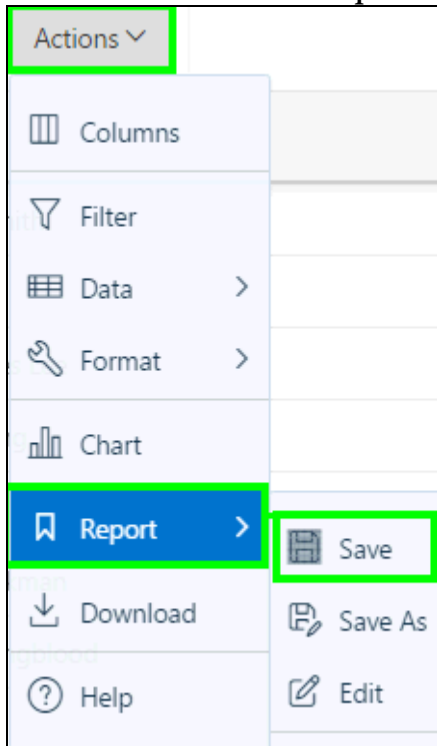 Actions
Columns
Filter
Data
Format
Chart
Report
Save
Download
Save As
Help
Edit